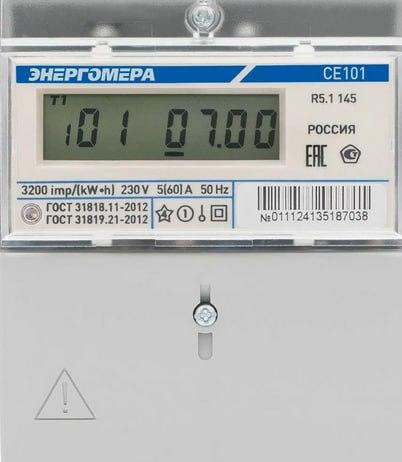 ЭНЕРГОМЕРА CE101
T1
101 07.00
R5.1 145
РОССИЯ
EAC
3200 imp/(kW•h) 230 V 5(60) A 50 Hz
ГОСТ 31818.11-2012
ГОСТ 31819.21-2012
№011124135187038